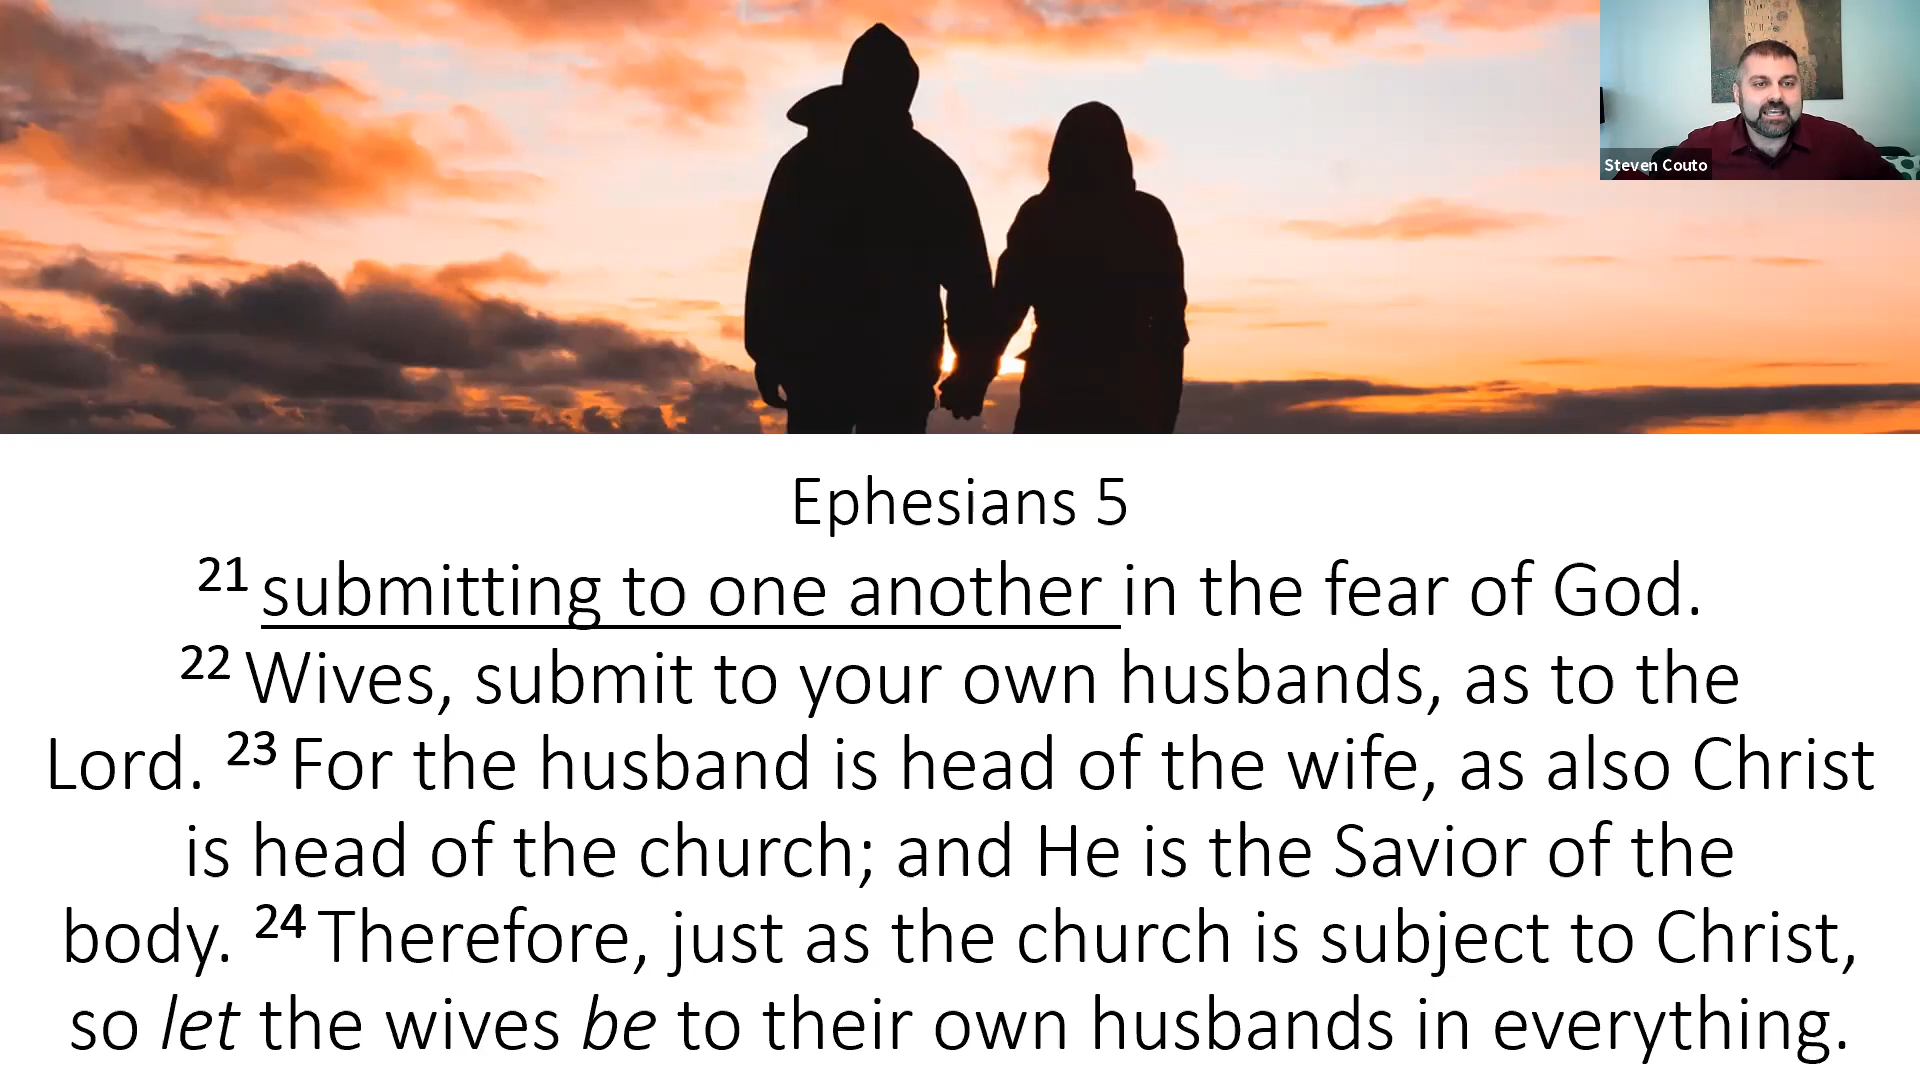 Steven Couto
Ephesians 5
21 submitting to one another in the fear of God.
22 Wives, submit to your own husbands, as to the
Lord. 23 For the husband is head of the wife, as also Christ
is head of the church; and He is the Savior of the
body. 24 Therefore, just as the church is subject to Christ,
so let the wives be to their own husbands in everything.